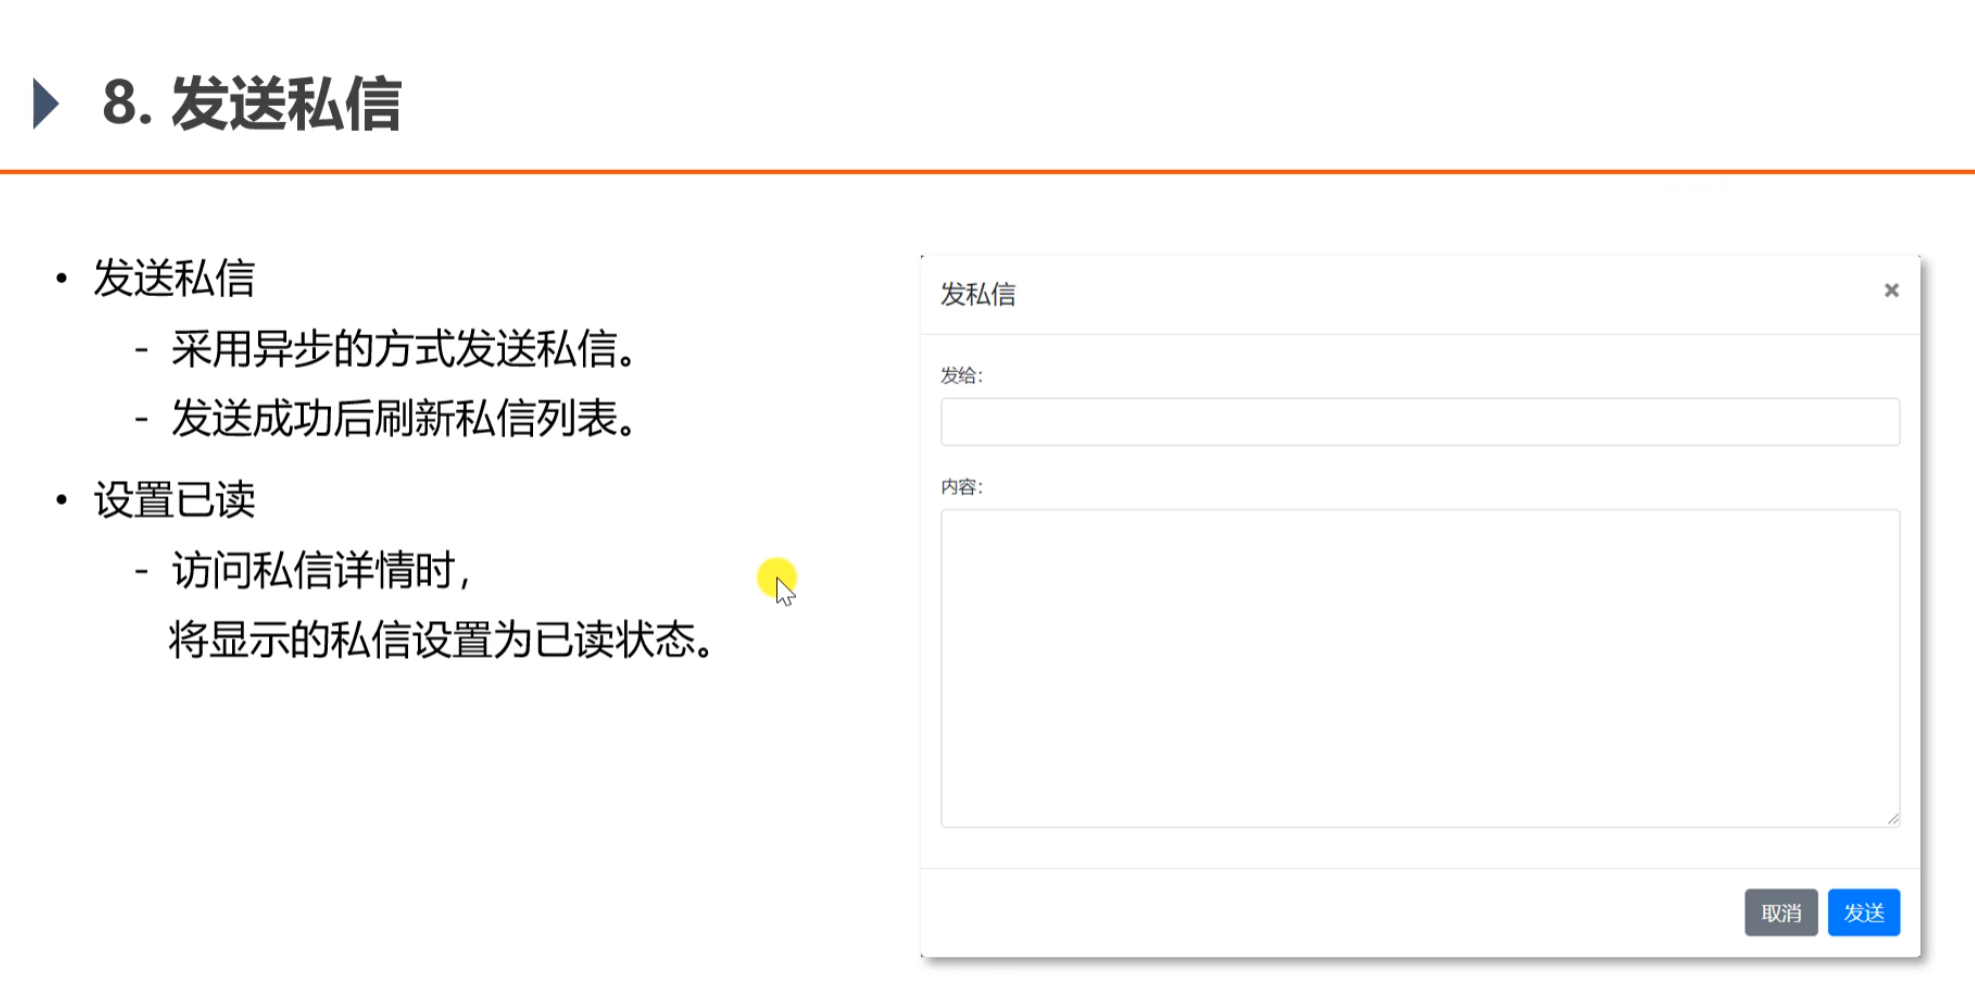 8. 发送私信
• 发送私信
- 采用异步的方式发送私信。
- 发送成功后刷新私信列表。
• 设置已读
- 访问私信详情时，
将显示的私信设置为已读状态。
发私信 ×
发给：
内容：
取消 发送